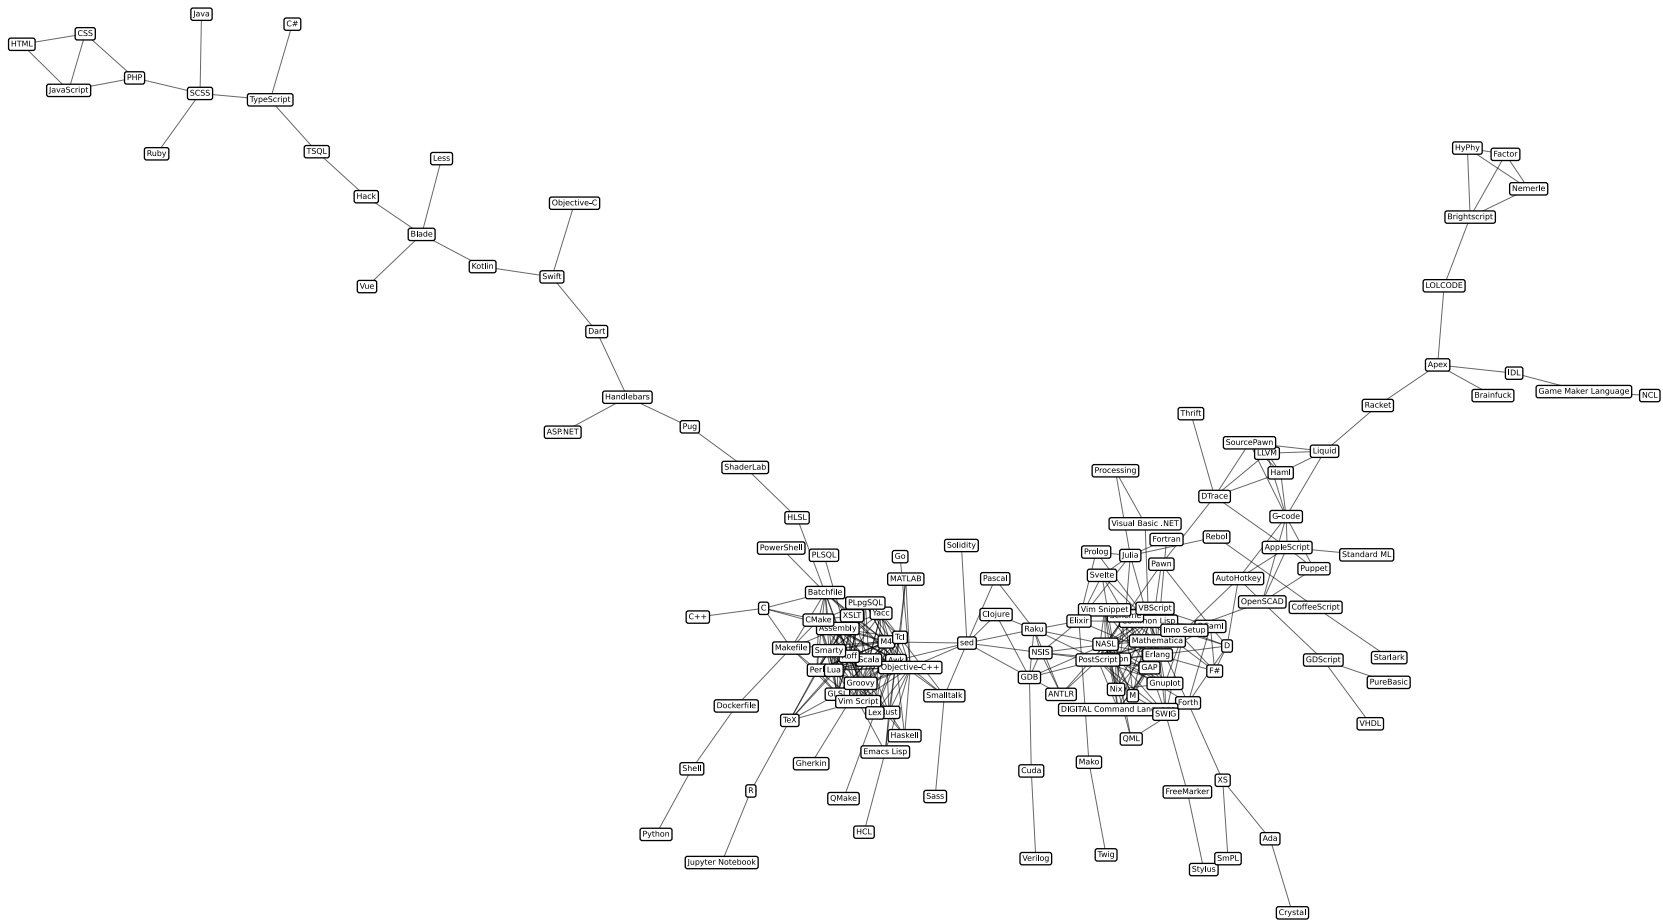 Java
C#
CSS
HTML
PHP
JavaScript
SCSS
TypeScript
Ruby
TSQL
HyPhy
Factor
Less
Nemerle
Hack
Objective-C
Brightscript
Blade
Kotlin
Swift
Vue
LOLCODE
Dart
Apex
IDL
Game Maker Language
NCL
Brainfuck
Handlebars
Racket
Thrift
Pug
ASP.NET
SourcePawn
LLVM
Liquid
ShaderLab
Processing
Haml
DTrace
HLSL
G-code
Visual Basic .NET
Rebol
Fortran
Solidity
PowerShell
PLSQL
Go
Prolog
Julia
AppleScript
Standard ML
Pawn
Puppet
Svelte
MATLAB
Pascal
AutoHotkey
Batchfile
OpenSCAD
PLpgSQL
C
CoffeeScript
C++
XSLT
Yacc
Clojure
Vim Snippet
VBScript
CMake
Elixir
Assembly
Raku
Inno Setup
Tcl
M4
sed
NASL
Mathematica
D
Makefile
Smarty
NSIS
Erlang
Starlark
PostScript
GDScript
Scala
Objective-C++
Lua
GAP
F#
GDB
PureBasic
Groovy
Gnuplot
Nix
M
ANTLR
Smalltalk
Vim Script
Forth
Dockerfile
DIGITAL Command
Lex
SWIG
TeX
VHDL
Haskell
QML
Emacs Lisp
Gherkin
Mako
Shell
Cuda
XS
R
FreeMarker
QMake
Sass
HCL
Python
Ada
Twig
Verilog
SmPL
Jupyter Notebook
Stylus
Crystal